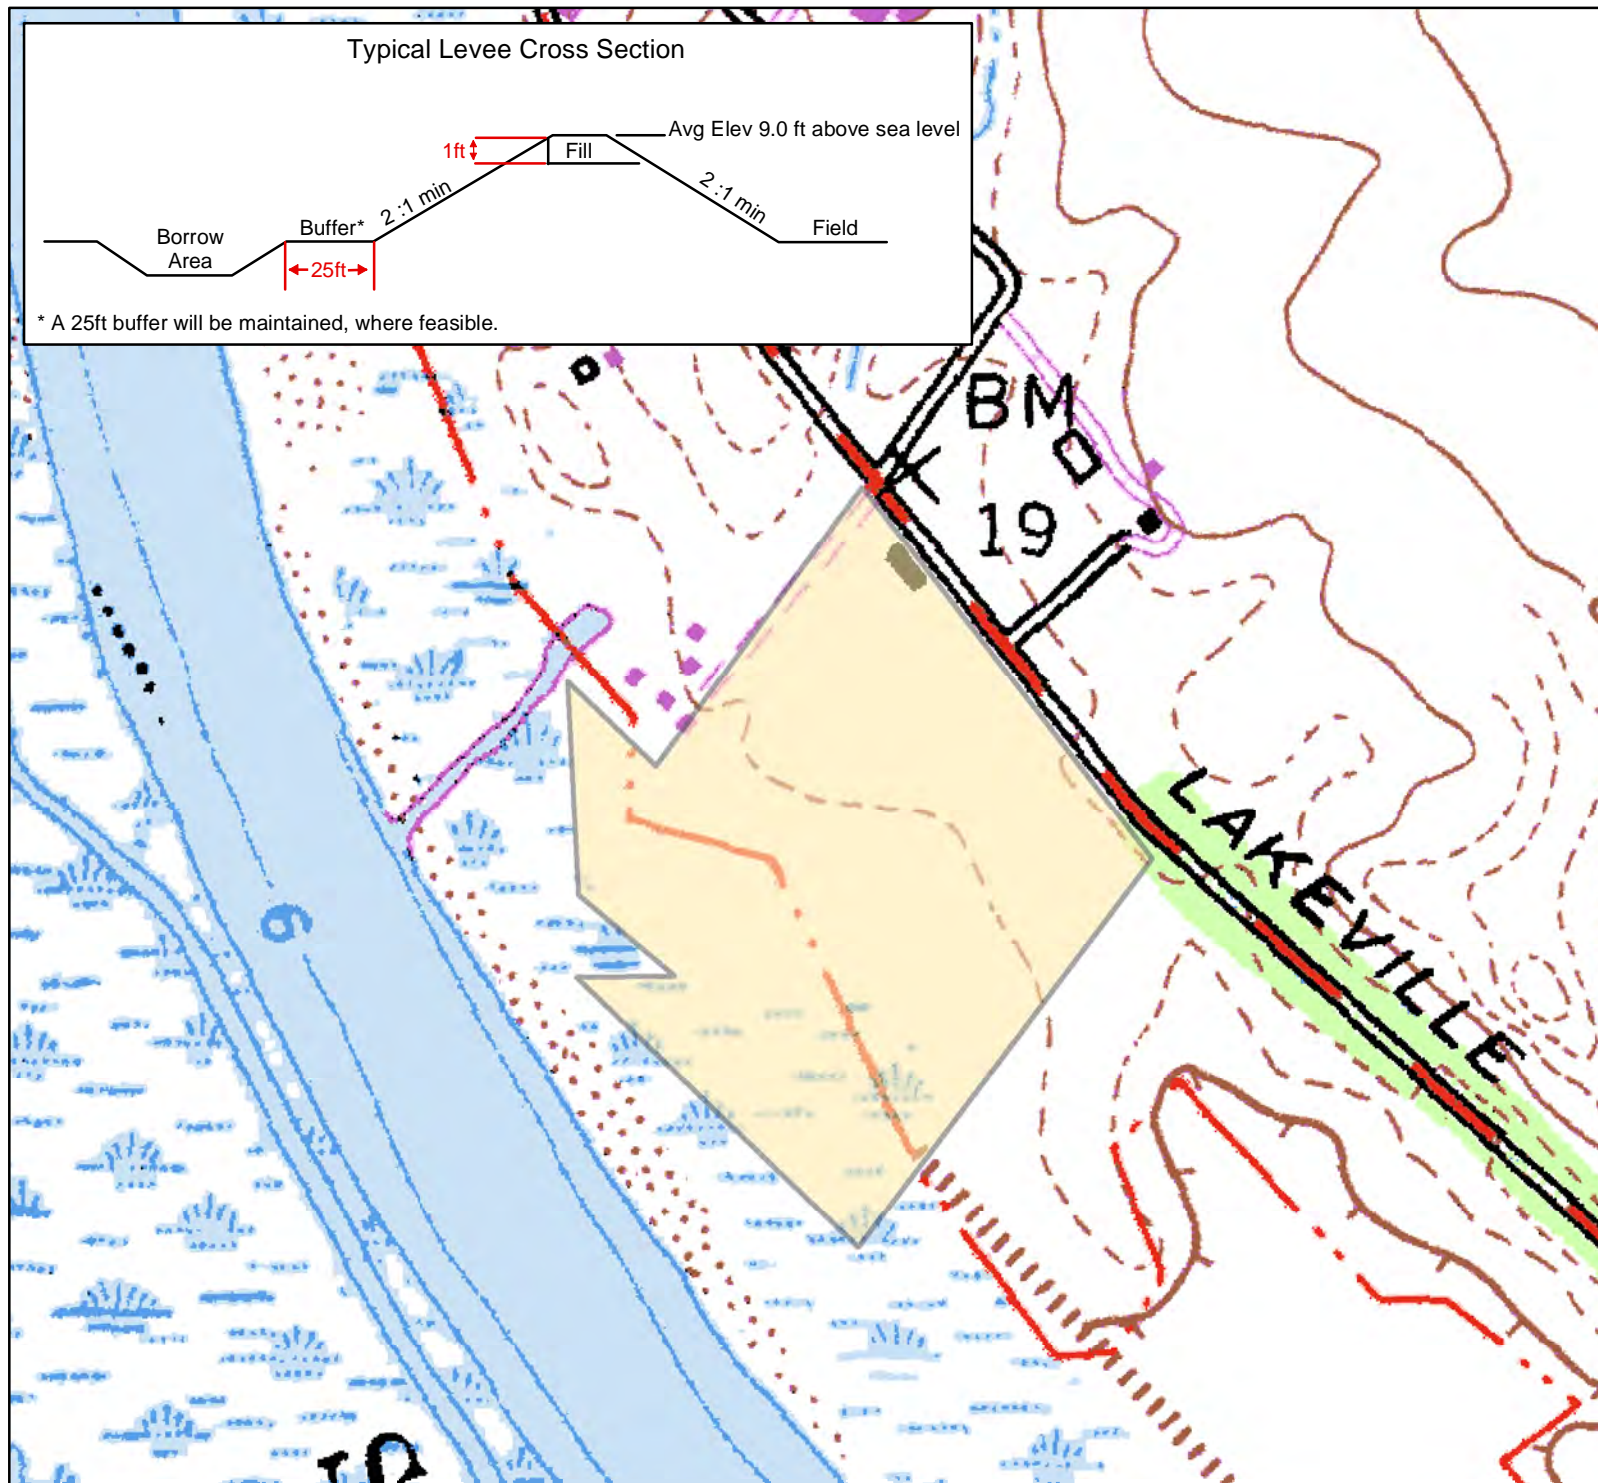 Typical Levee Cross Section
Avg Elev 9.0 ft above sea level
1ft
Fill
2 :1 min
2 :1 min
Buffer*
Borrow
Area
Field
25ft
* A 25ft buffer will be maintained, where feasible.
BM
19
LAKEVILLE
6